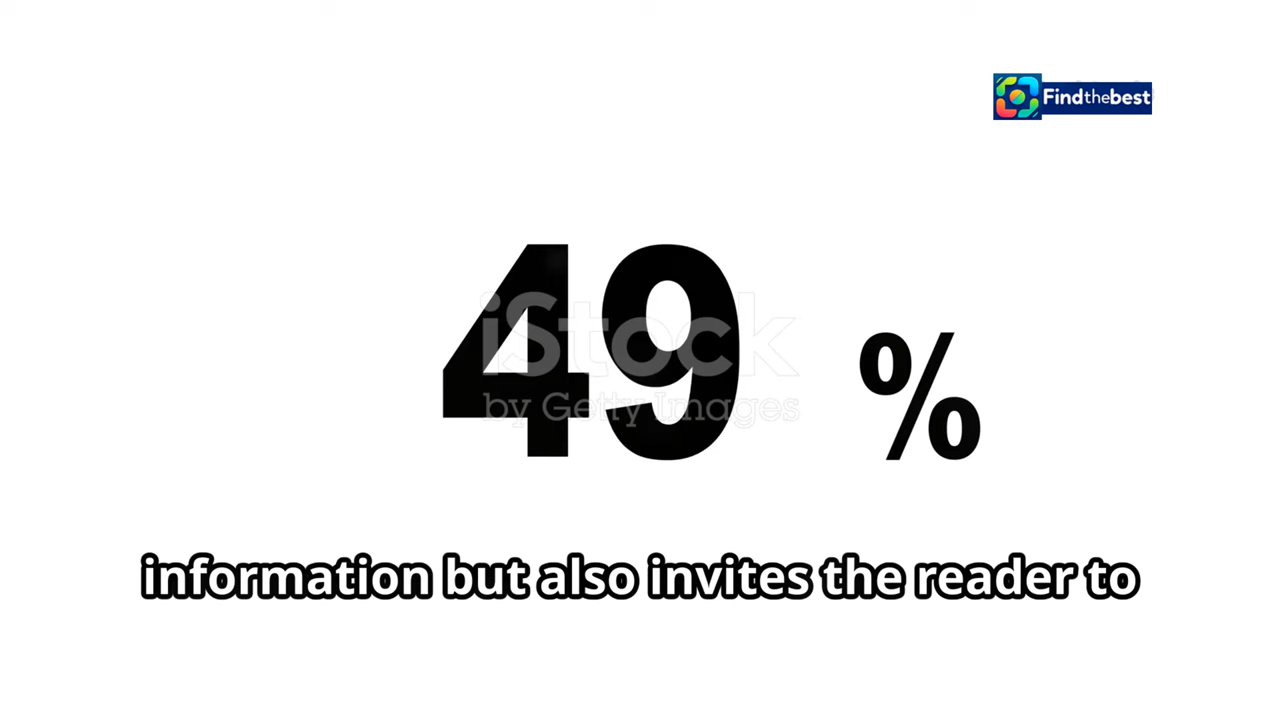 Findthebest
49 %
iStock
by Getty Images
information but also invites the reader to